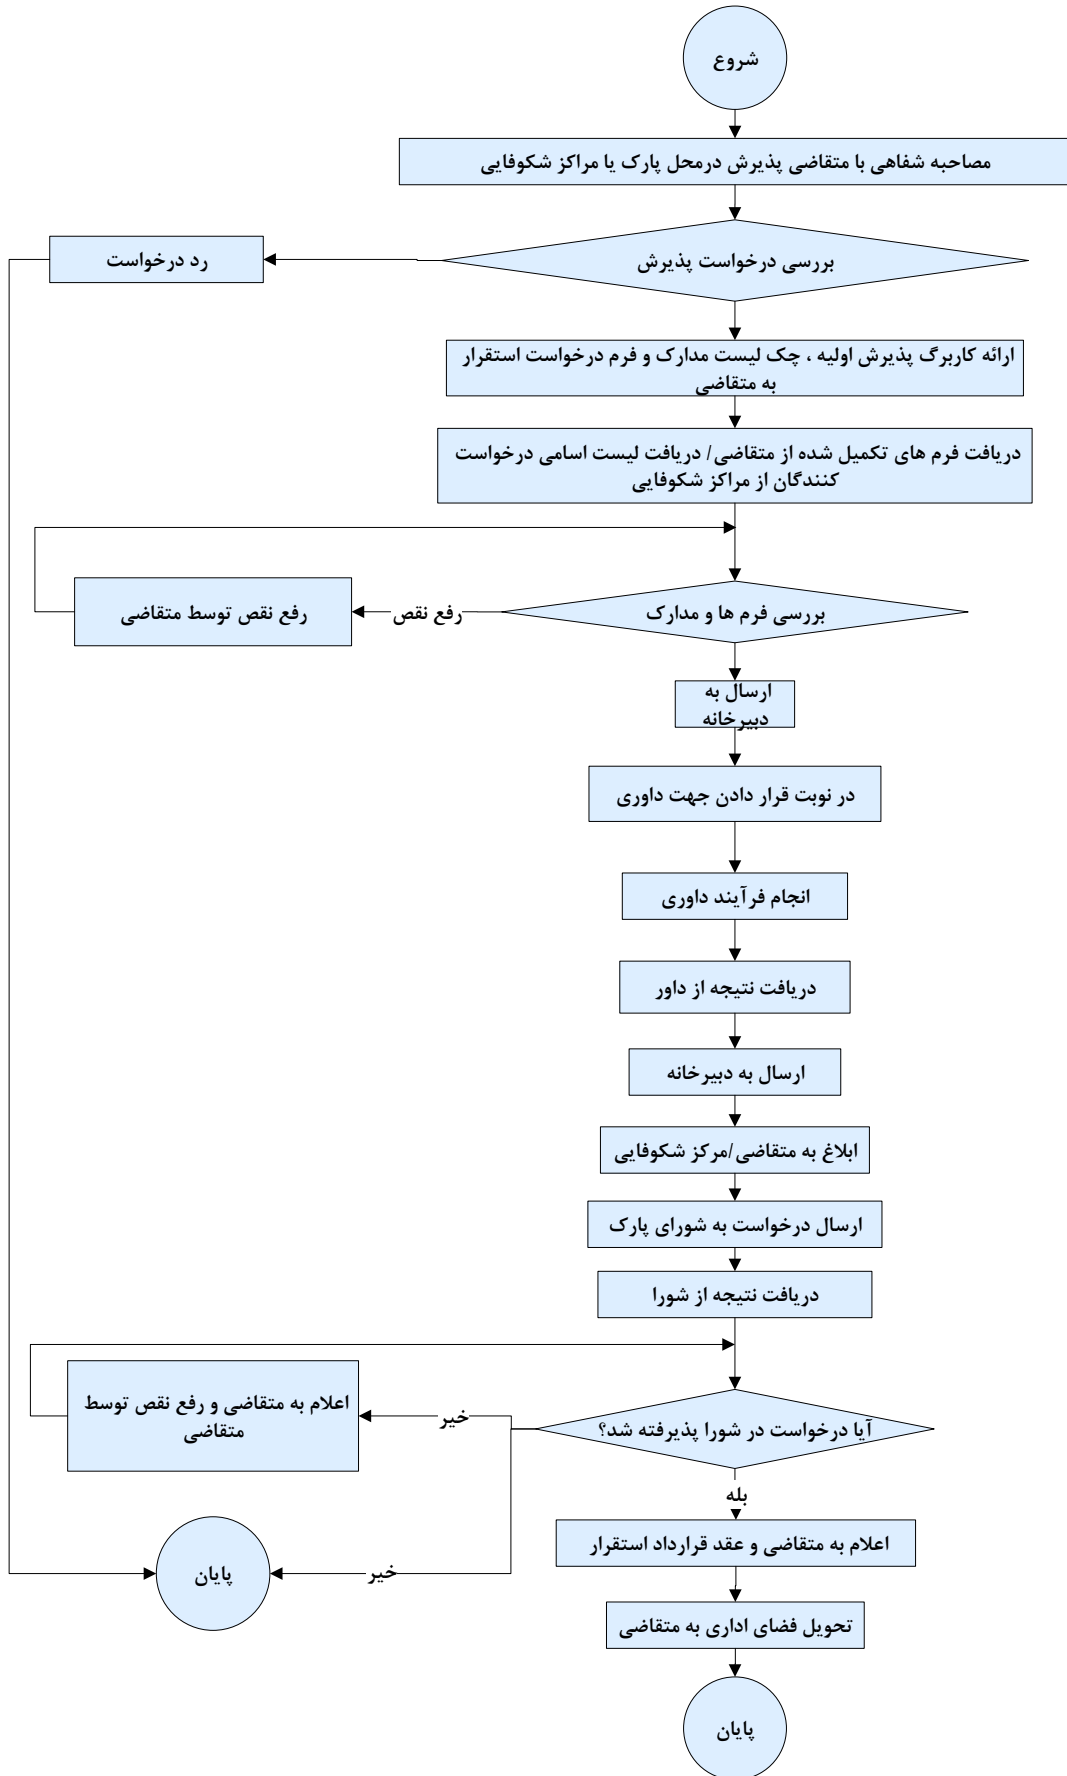 شروع
مصاحبه شفاهی با متقاضی پذیرش درمحل پارک یا مراکز شکوفایی
بررسی درخواست پذیرش
رد درخواست
ارائه کاربرگ پذیرش اولیه ، چک لیست مدارک و فرم درخواست استقرار
به متقاضی
دریافت فرم های تکمیل شده از متقاضی/ دریافت لیست اسامی درخواست
کنندگان از مراکز شکوفایی
بررسی فرم ها و مدارک
رفع نقص
رفع نقص توسط متقاضی
ارسال به
دبیرخانه
در نوبت قرار دادن جهت داوری
انجام فرآیند داوری
دریافت نتیجه از داور
ارسال به دبیرخانه
ابلاغ به متقاضی/مرکز شکوفایی
ارسال درخواست به شورای پارک
دریافت نتیجه از شورا
آیا درخواست در شورا پذیرفته شد؟
خیر
اعلام به متقاضی و رفع نقص توسط
متقاضی
خیر
پایان
بله
اعلام به متقاضی و عقد قرارداد استقرار
تحویل فضای اداری به متقاضی
پایان